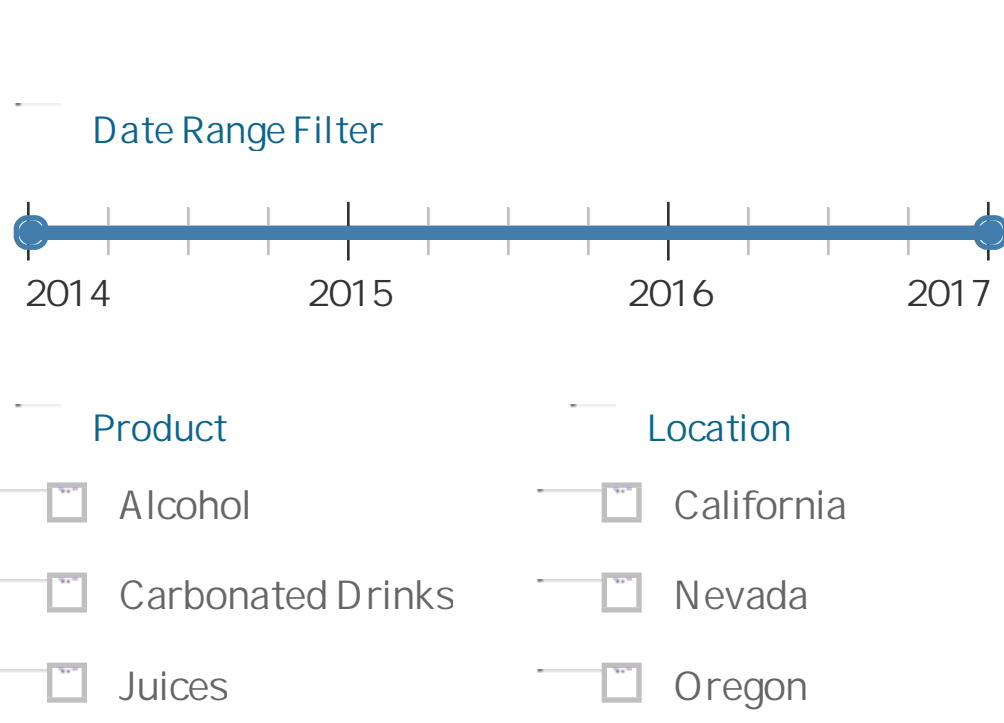 Date Range Filter
2014 2015 2016 2017
Product Location
Alcohol California
Carbonated Drinks Nevada
Juices Oregon